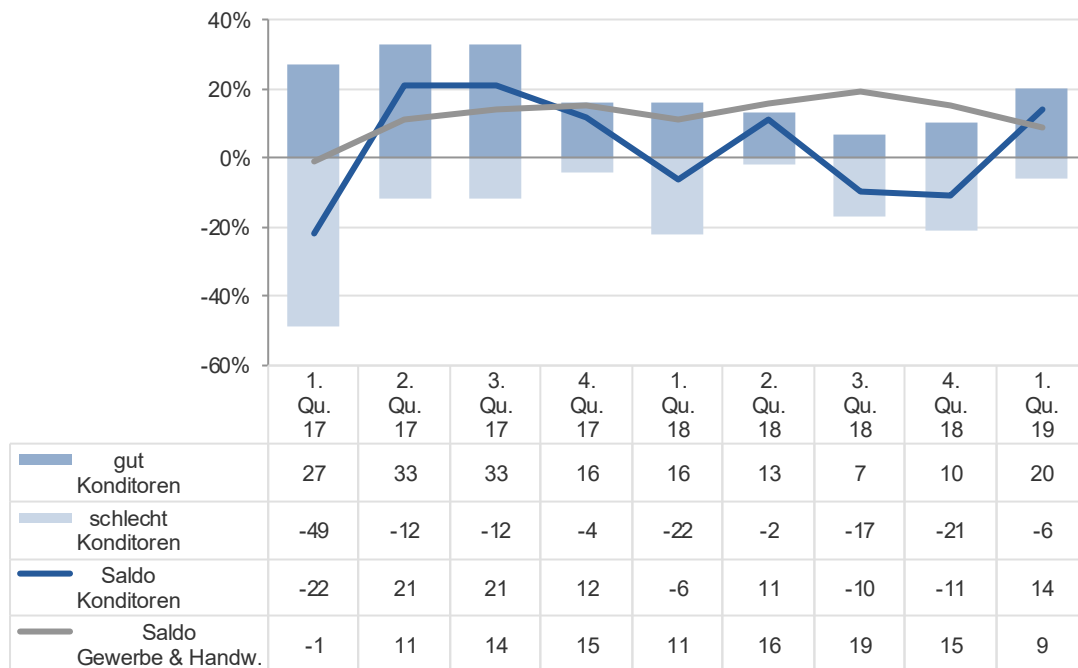 40%
20%
0%
-20%
-40%
-60%
1. Qu. 17 2. Qu. 17 3. Qu. 17 4. Qu. 17 1. Qu. 18 2. Qu. 18 3. Qu. 18 4. Qu. 18 1. Qu. 19
gut Konditoren 27 33 33 16 16 13 7 10 20
schlecht Konditoren -49 -12 -12 -4 -22 -2 -17 -21 -6
Saldo Konditoren -22 21 21 12 -6 11 -10 -11 14
Saldo Gewerbe & Handw. -1 11 14 15 11 16 19 15 9